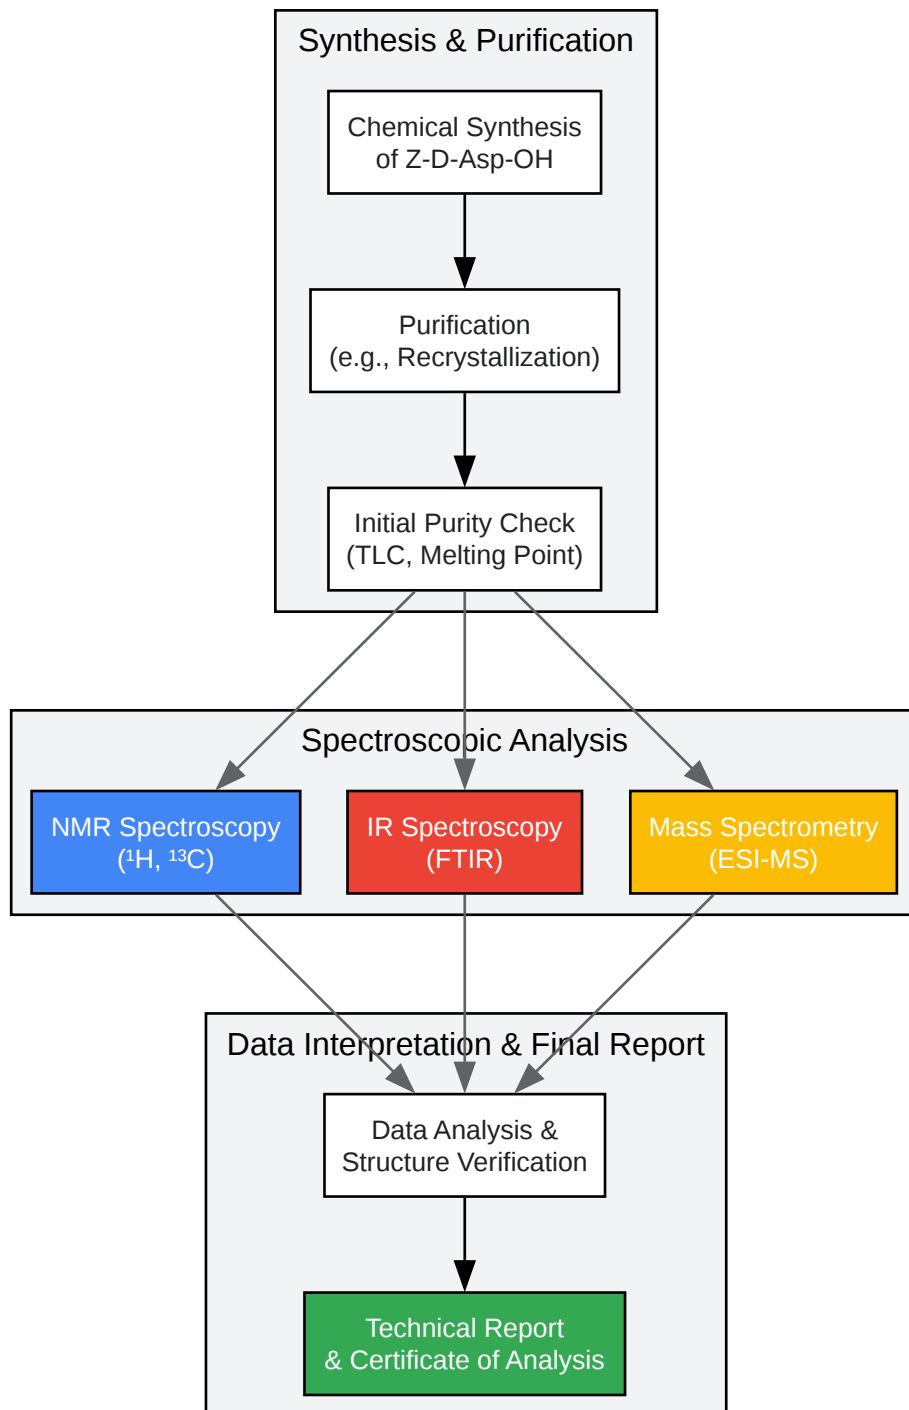 Synthesis & Purification
Chemical Synthesis
of Z-D-Asp-OH
Purification
(e.g., Recrystallization)
Initial Purity Check
(TLC, Melting Point)
Spectroscopic Analysis
NMR Spectroscopy
(¹H, ¹³C)
IR Spectroscopy
(FTIR)
Mass Spectrometry
(ESI-MS)
Data Interpretation & Final Report
Data Analysis &
Structure Verification
Technical Report
& Certificate of Analysis